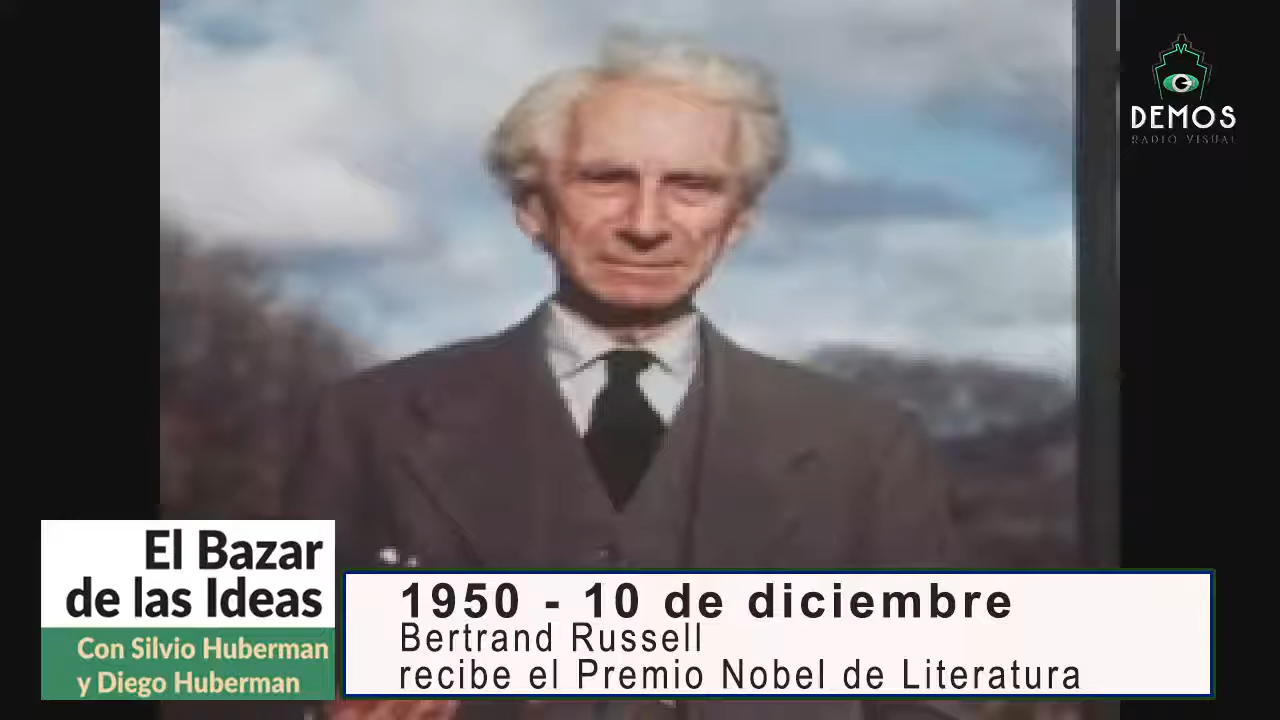 DEMOS
RADIO VISUAL
El Bazar
de las Ideas
Con Silvio Huberman
y Diego Huberman
1950 - 10 de diciembre
Bertrand Russell
recibe el Premio Nobel de Literatura